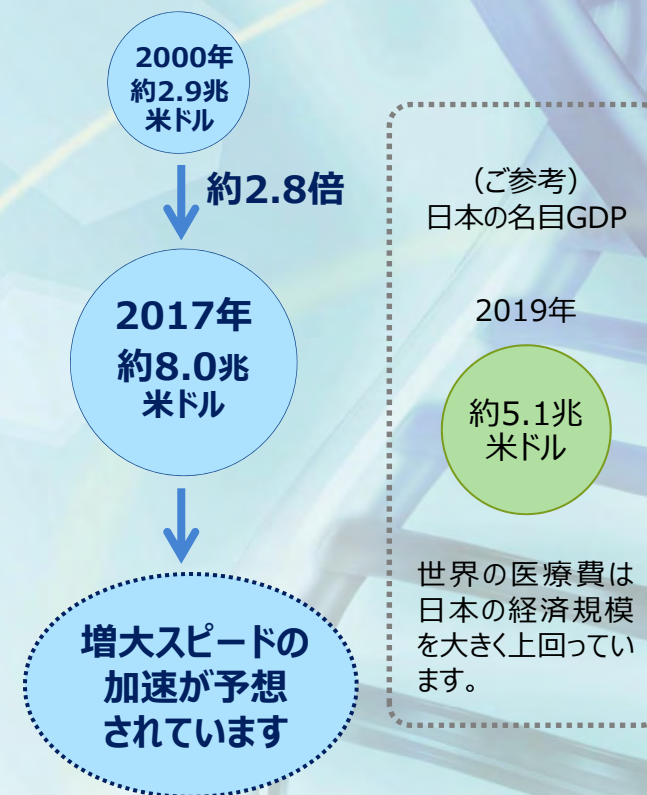 2000年
約2.9兆
米ドル
約2.8倍
2017年
約8.0兆
米ドル
増大スピードの
加速が予想
されています
（ご参考）
日本の名目GDP
2019年
約5.1兆
米ドル
世界の医療費は
日本の経済規模
を大きく上回ってい
ます。